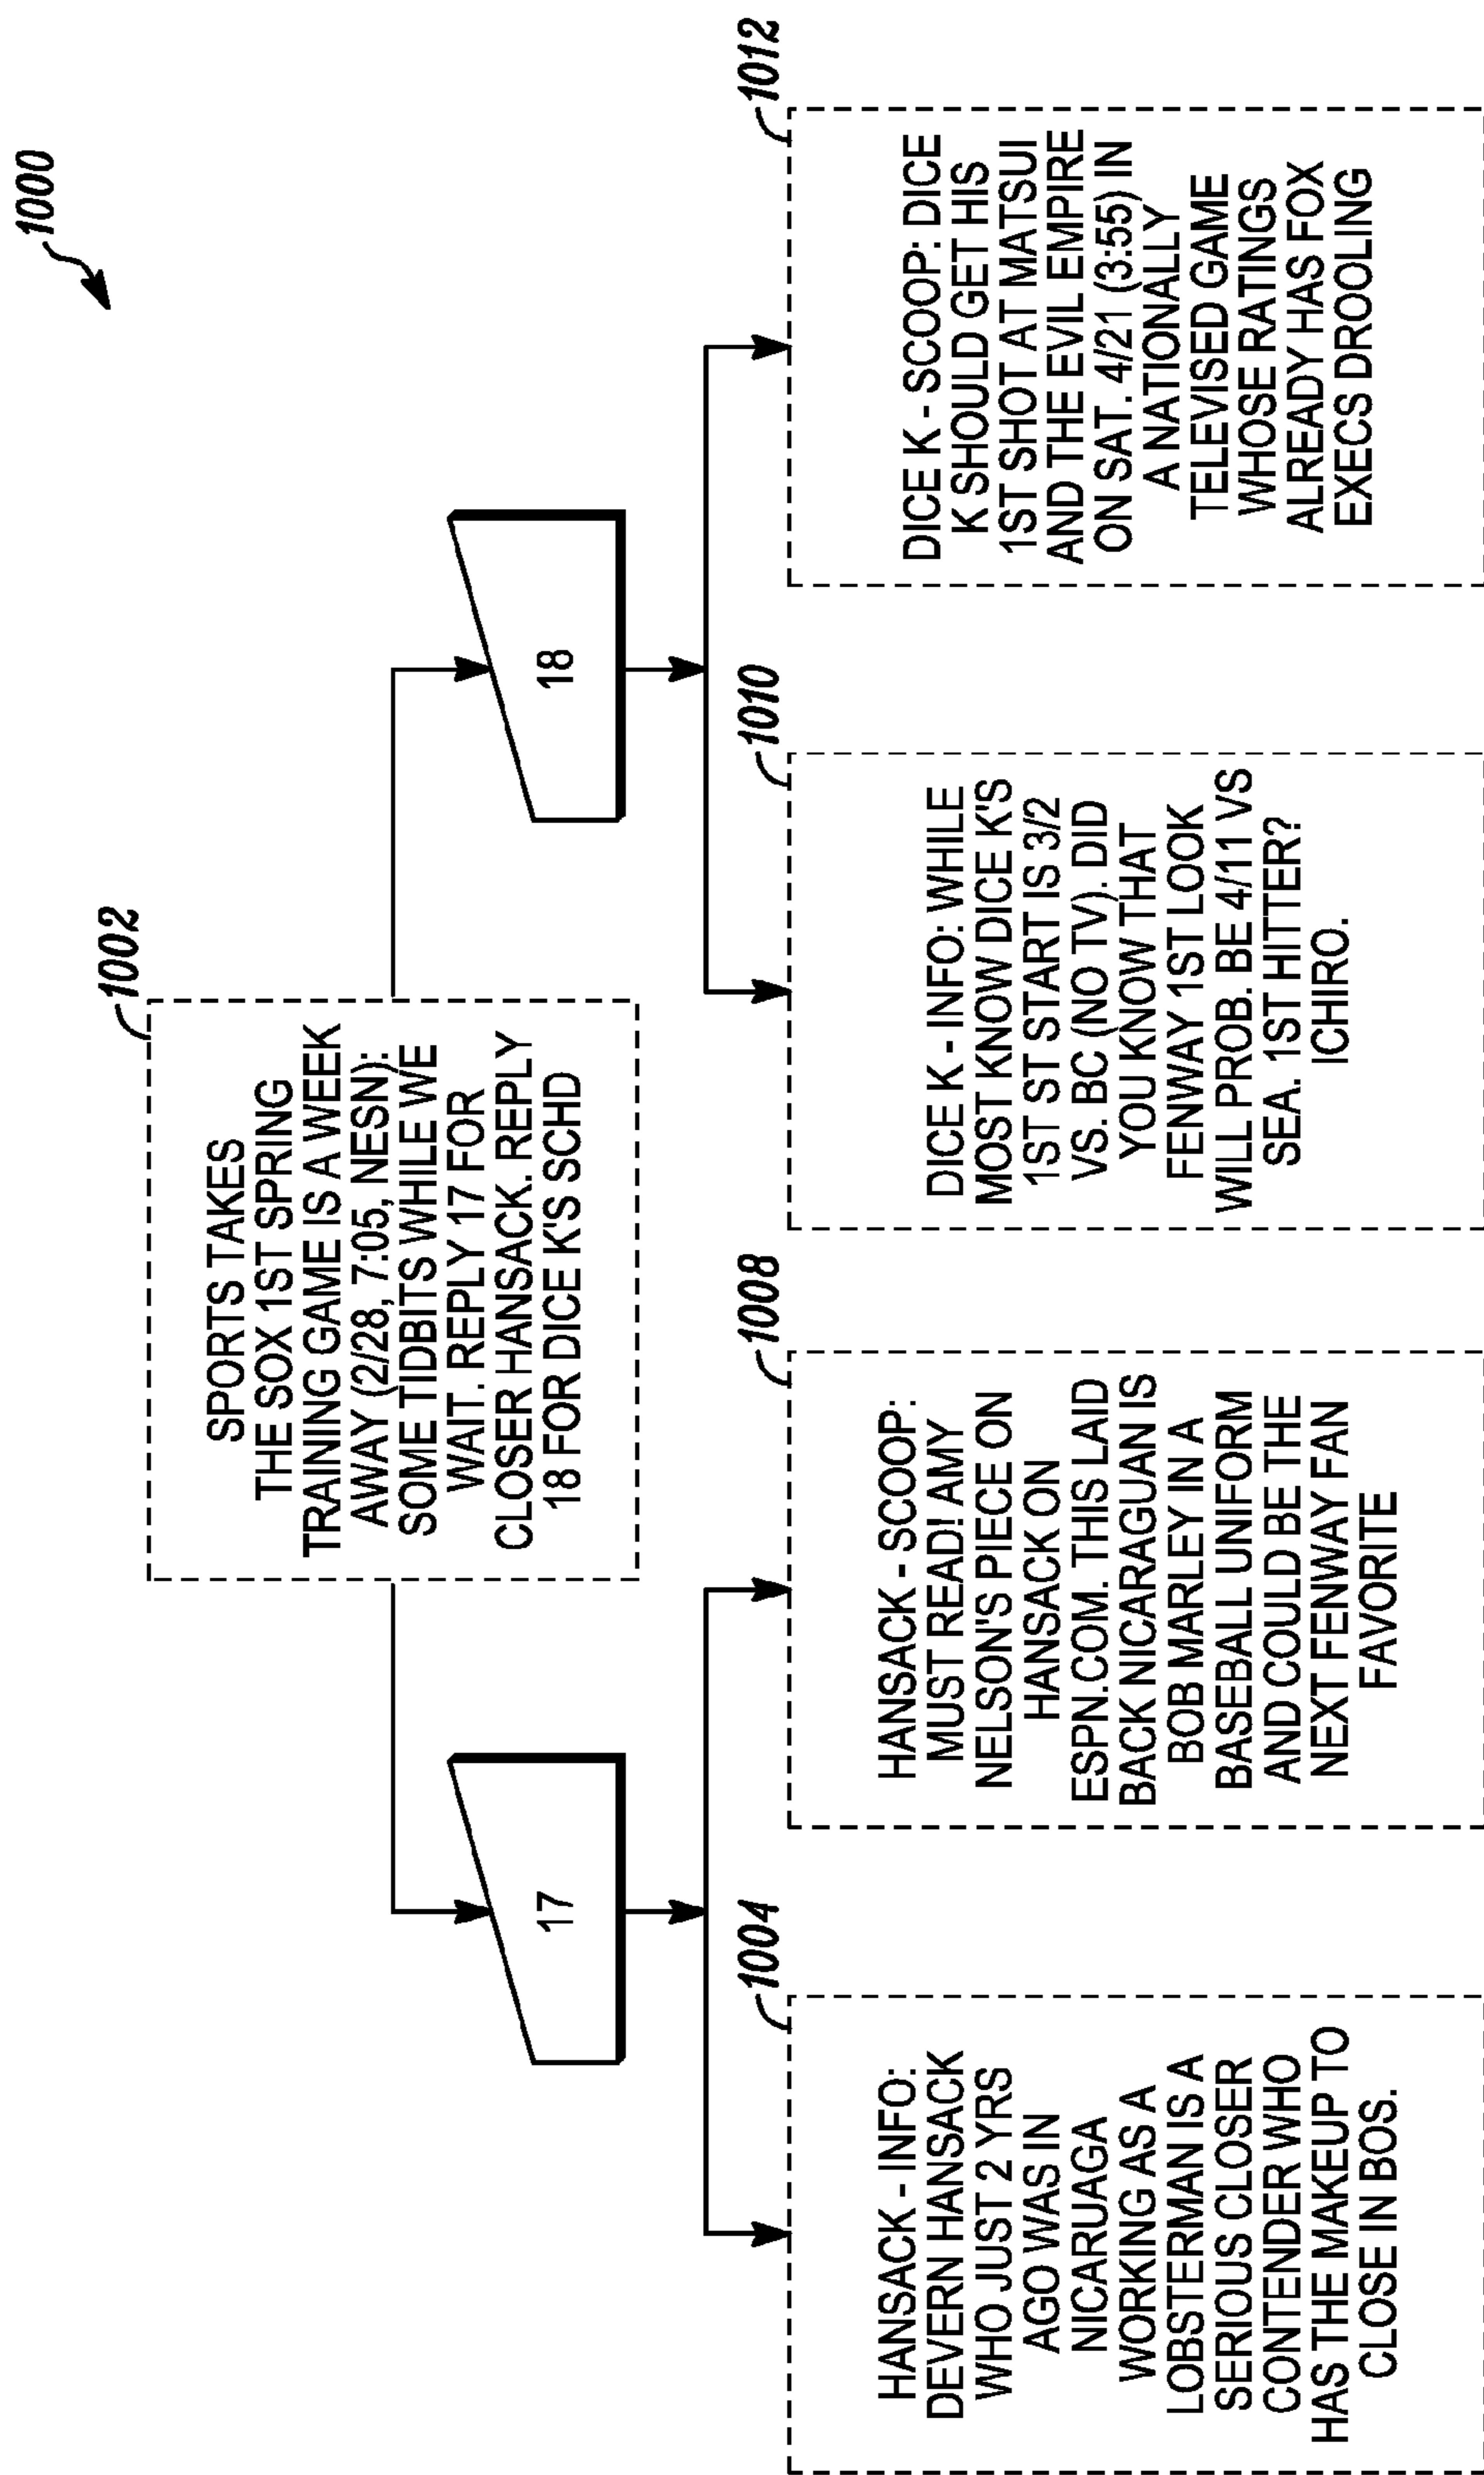 1000
1002
SPORTS TAKES
THE SOX 1ST SPRING
TRAINING GAME IS A WEEK
AWAY (2/28, 7:05, NESN):
SOME TIDBITS WHILE WE
WAIT. REPLY 17 FOR
CLOSER HANSACK. REPLY
18 FOR DICE K'S SCHD
17
18
1004
HANSACK - INFO:
DEVERN HANSACK
WHO JUST 2 YRS
AGO WAS IN
NICARUAGA
WORKING AS A
LOBSTERMAN IS A
SERIOUS CLOSER
CONTENDER WHO
HAS THE MAKEUP TO
CLOSE IN BOS.
1008
HANSACK - SCOOP:
MUST READ! AMY
NELSON'S PIECE ON
HANSACK ON
ESPN.COM. THIS LAID
BACK NICARAGUAN IS
BOB MARLEY IN A
BASEBALL UNIFORM
AND COULD BE THE
NEXT FENWAY FAN
FAVORITE
1010
DICE K - INFO: WHILE
MOST KNOW DICE K'S
1ST ST START IS 3/2
VS. BC (NO TV). DID
YOU KNOW THAT
FENWAY 1ST LOOK
WILL PROB. BE 4/11 VS
SEA. 1ST HITTER?
ICHIRO.
1012
DICE K - SCOOP: DICE
K SHOULD GET HIS
1ST SHOT AT MATSUI
AND THE EVIL EMPIRE
ON SAT. 4/21 (3:55) IN
A NATIONALLY
TELEVISED GAME
WHOSE RATINGS
ALREADY HAS FOX
EXECS DROOLING